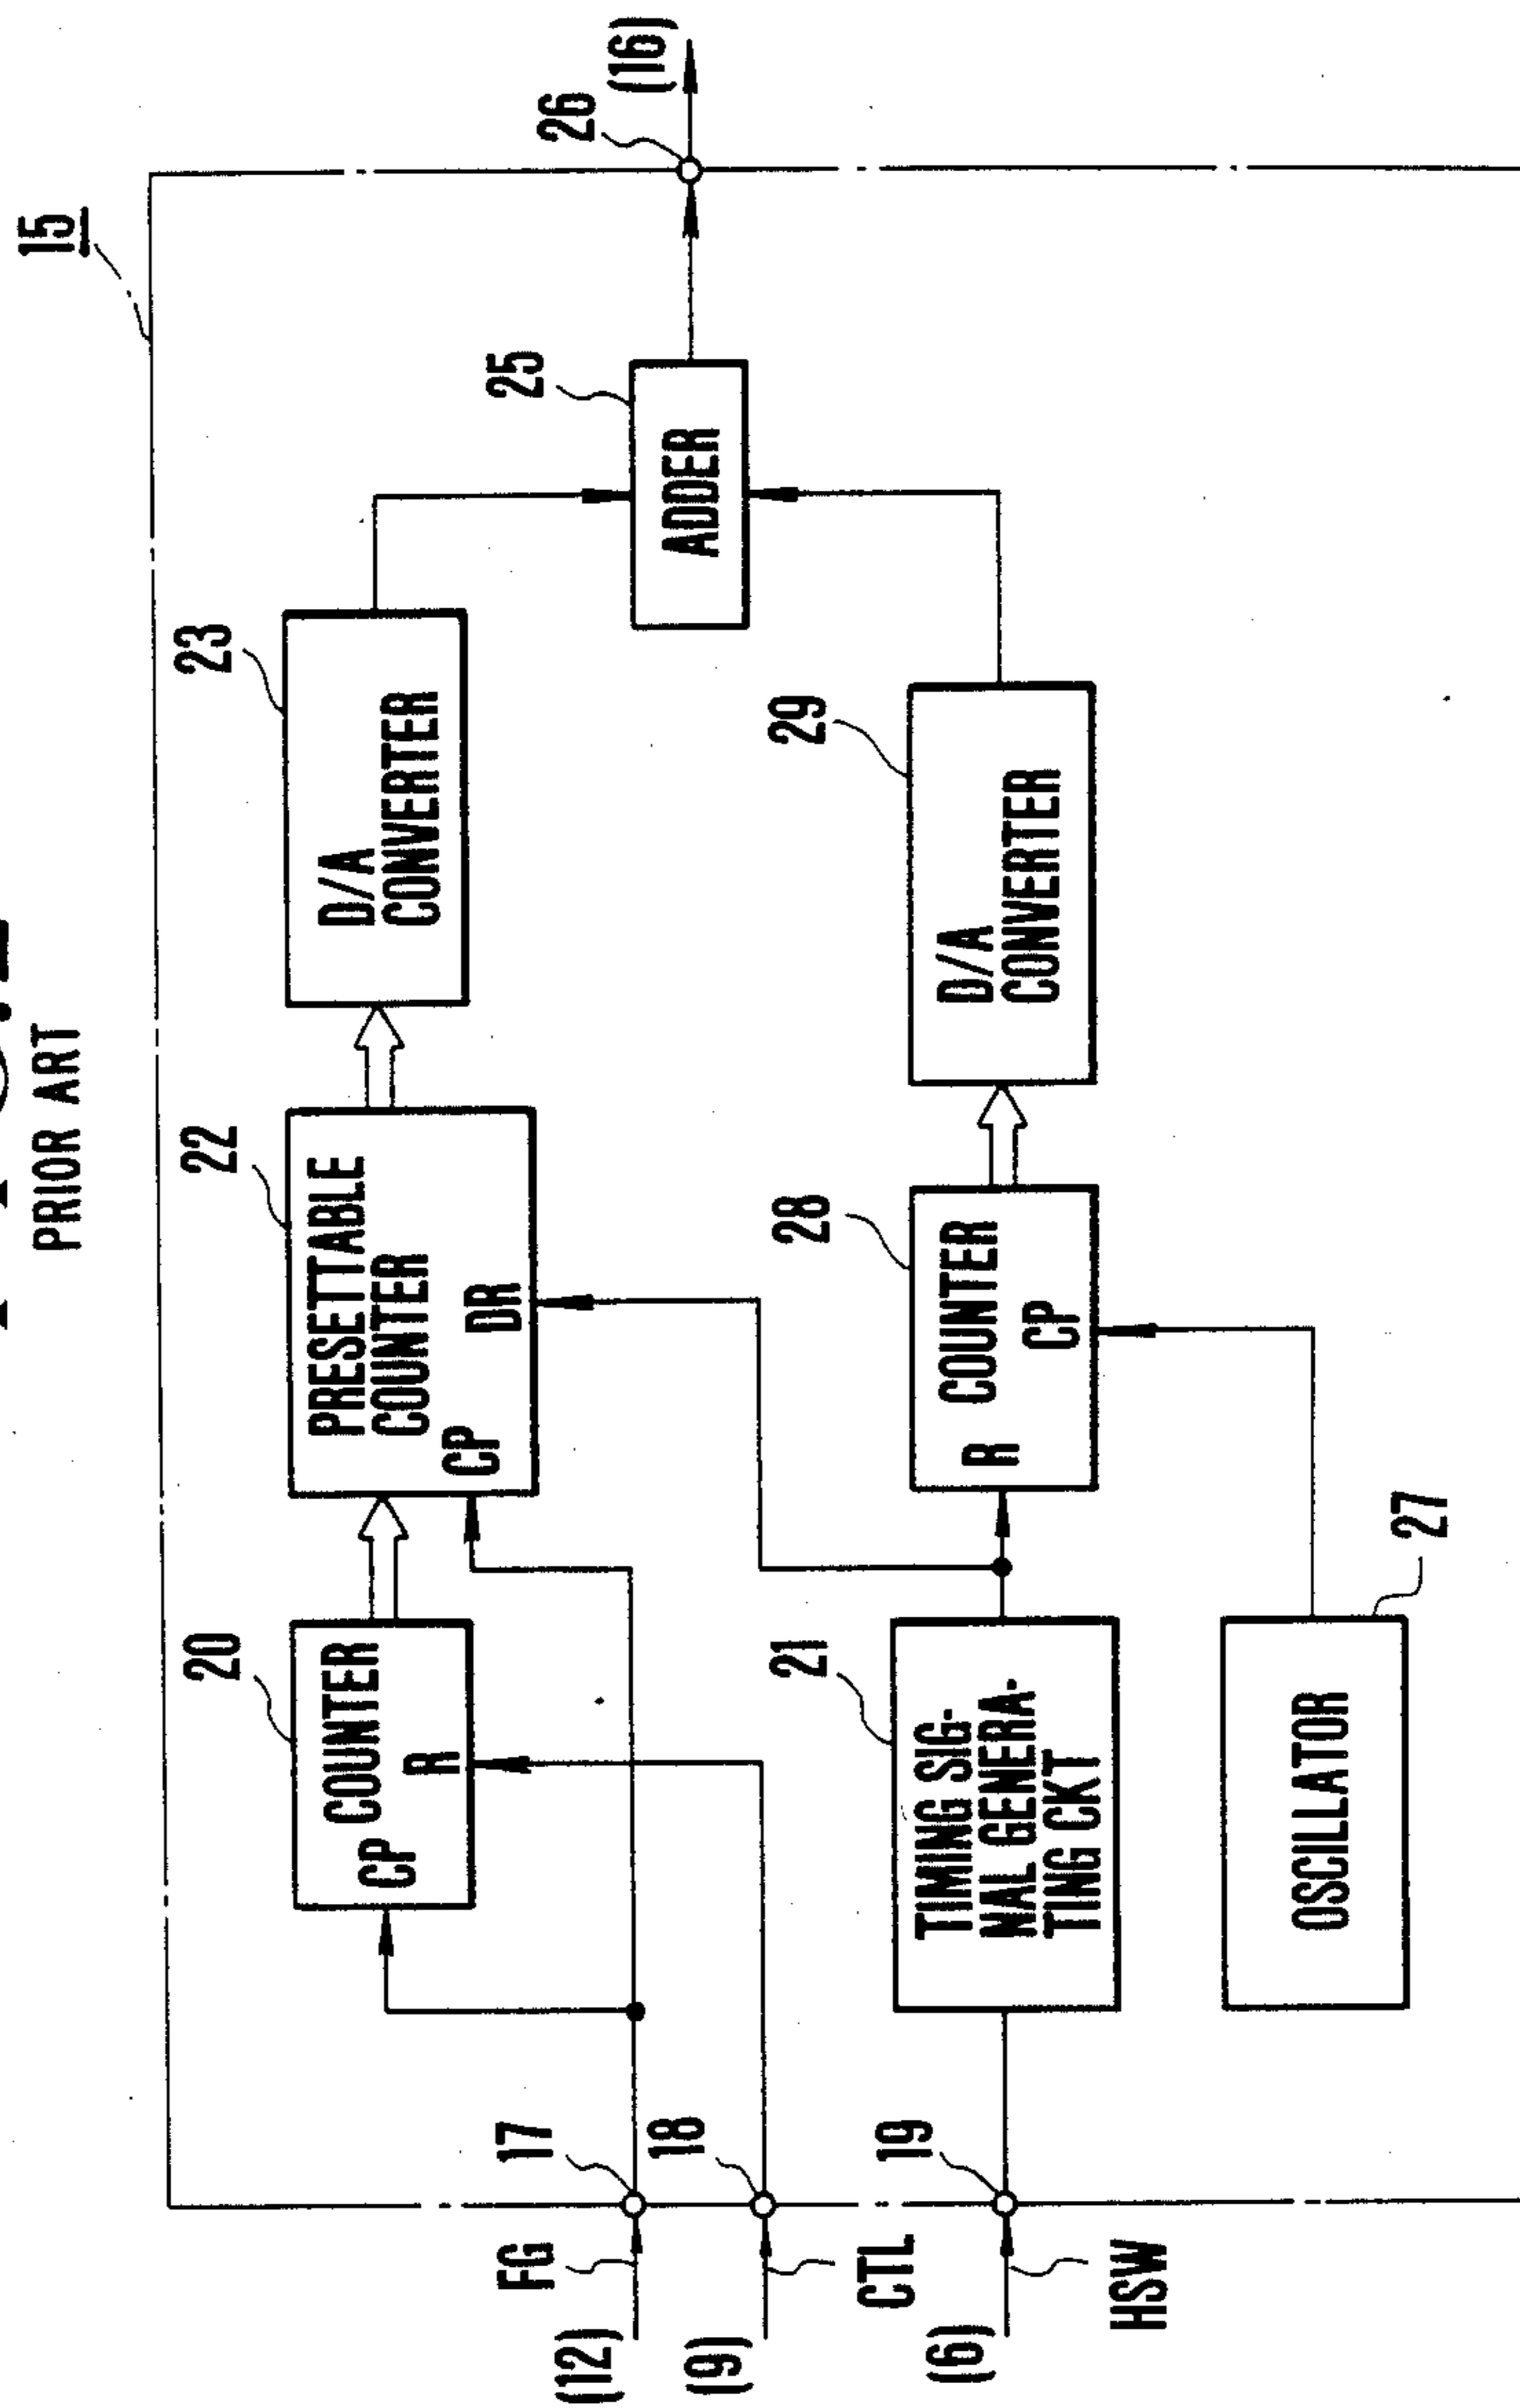 PRIOR ART
15
20
COUNTER
CP
R
22
PRESETTABLE
COUNTER
CP
DR
23
D/A
CONVERTER
25
ADDER
26
(16)
(12)
FG
17
(9)
CTL
18
(6)
HSW
19
21
TIMING SIG-
NAL GENERA-
TING CKT
28
COUNTER
R
CP
29
D/A
CONVERTER
OSCILLATOR
27